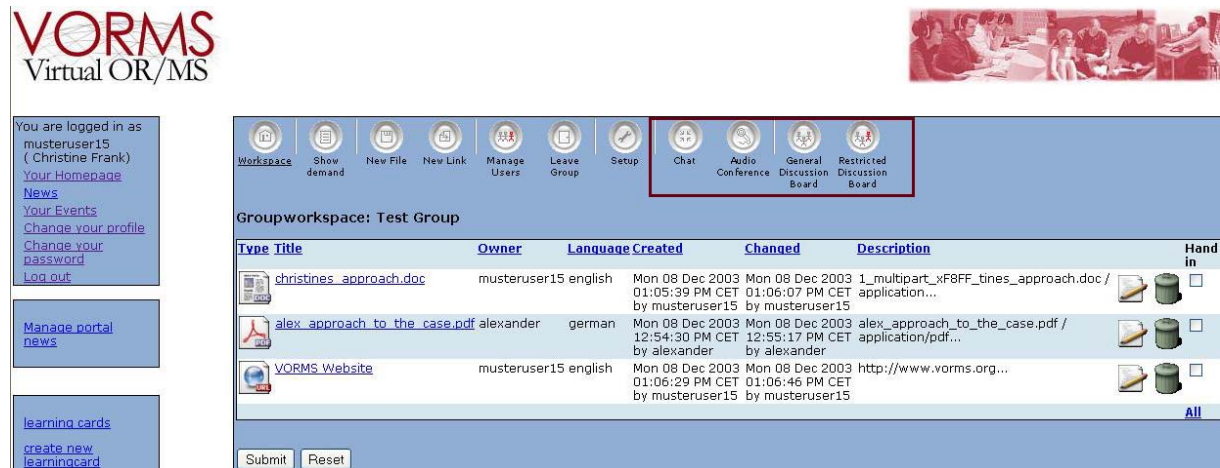 VORMS
Virtual OR/MS
You are logged in as
musteruser15
( Christine Frank)
Your Homepage
News
Your Events
Change your profile
Change your
password
Log out
Manage portal
news
learning cards
create new
learningcard
Workspace
Show
demand
New File
New Link
Manage
Users
Leave
Group
Setup
Chat
Audio
Conference
General
Discussion
Board
Restricted
Discussion
Board
Groupworkspace: Test Group
Type Title Owner Language Created Changed Description Hand
in
christines_approach.doc musteruser15 english Mon 08 Dec 2003 Mon 08 Dec 2003 1_multipart_xF8FF_tines_approach.doc /
DOC 01:05:39 PM CET 01:06:07 PM CET application...
by musteruser15 by musteruser15
alex_approach_to_the_case.pdf alexander german Mon 08 Dec 2003 Mon 08 Dec 2003 alex_approach_to_the_case.pdf /
PDF 12:54:30 PM CET 12:55:17 PM CET application/pdf...
by alexander by alexander
VORMS Website musteruser15 english Mon 08 Dec 2003 Mon 08 Dec 2003 http://www.vorms.org...
URL 01:06:29 PM CET 01:06:46 PM CET
by musteruser15 by musteruser15
All
Submit Reset